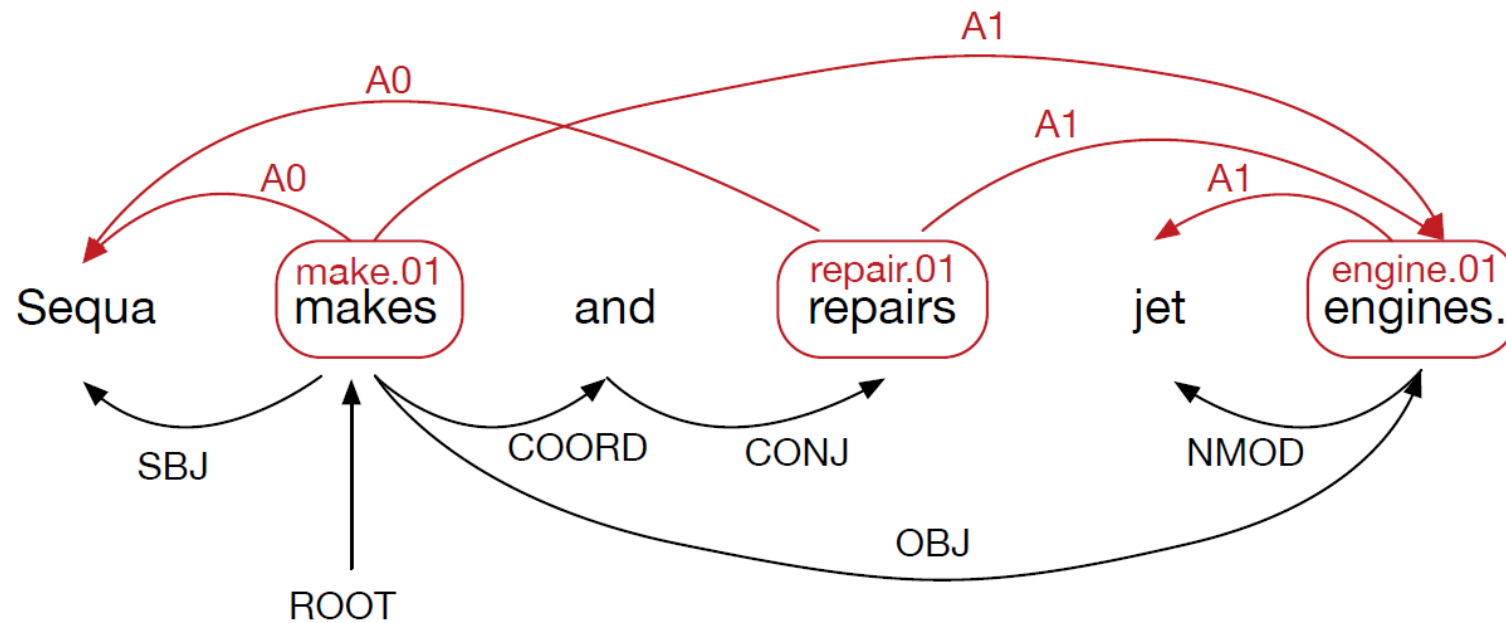 A1
A0
A1
A0
A1
make.01
repair.01
engine.01
Sequa makes and repairs jet engines.
SBJ
COORD
CONJ
NMOD
OBJ
ROOT